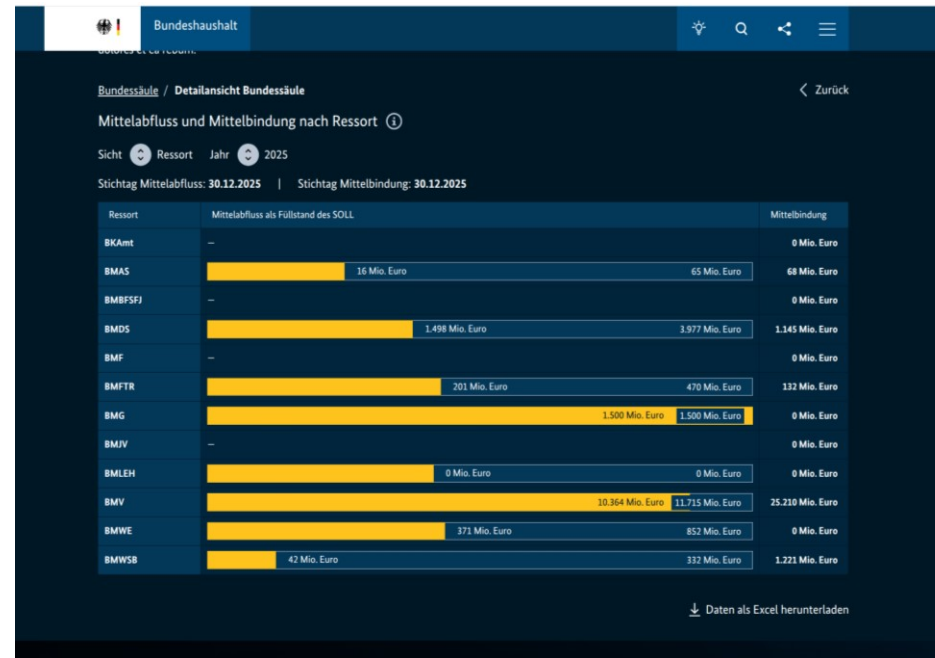 Bundeshaushalt
dolores et ea rebum.
Bundessäule / Detailansicht Bundessäule
Zurück
Mittelabfluss und Mittelbindung nach Ressort
Sicht Ressort Jahr 2025
Stichtag Mittelabfluss: 30.12.2025 | Stichtag Mittelbindung: 30.12.2025
Ressort Mittelabfluss als Füllstand des SOLL Mittelbindung
BKAmt – 0 Mio. Euro
BMAS 16 Mio. Euro 65 Mio. Euro 68 Mio. Euro
BMBFSFJ – 0 Mio. Euro
BMDS 1.498 Mio. Euro 3.977 Mio. Euro 1.145 Mio. Euro
BMF – 0 Mio. Euro
BMFTR 201 Mio. Euro 470 Mio. Euro 132 Mio. Euro
BMG 1.500 Mio. Euro 1.500 Mio. Euro 0 Mio. Euro
BMJV – 0 Mio. Euro
BMLEH 0 Mio. Euro 0 Mio. Euro 0 Mio. Euro
BMV 10.364 Mio. Euro 11.715 Mio. Euro 25.210 Mio. Euro
BMWE 371 Mio. Euro 852 Mio. Euro 0 Mio. Euro
BMWSB 42 Mio. Euro 332 Mio. Euro 1.221 Mio. Euro
Daten als Excel herunterladen